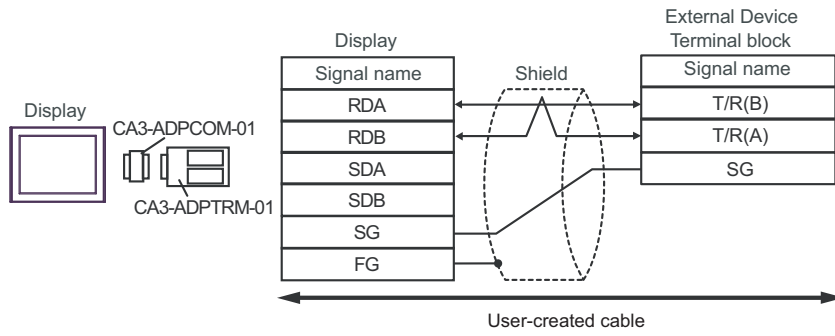 External Device
Display
Terminal block
Signal name
Shield
Signal name
Display
RDA
T/R(B)
CA3-ADPCOM-01
RDB
T/R(A)
SDA
SG
CA3-ADPTRM-01
SDB
SG
FG
User-created cable